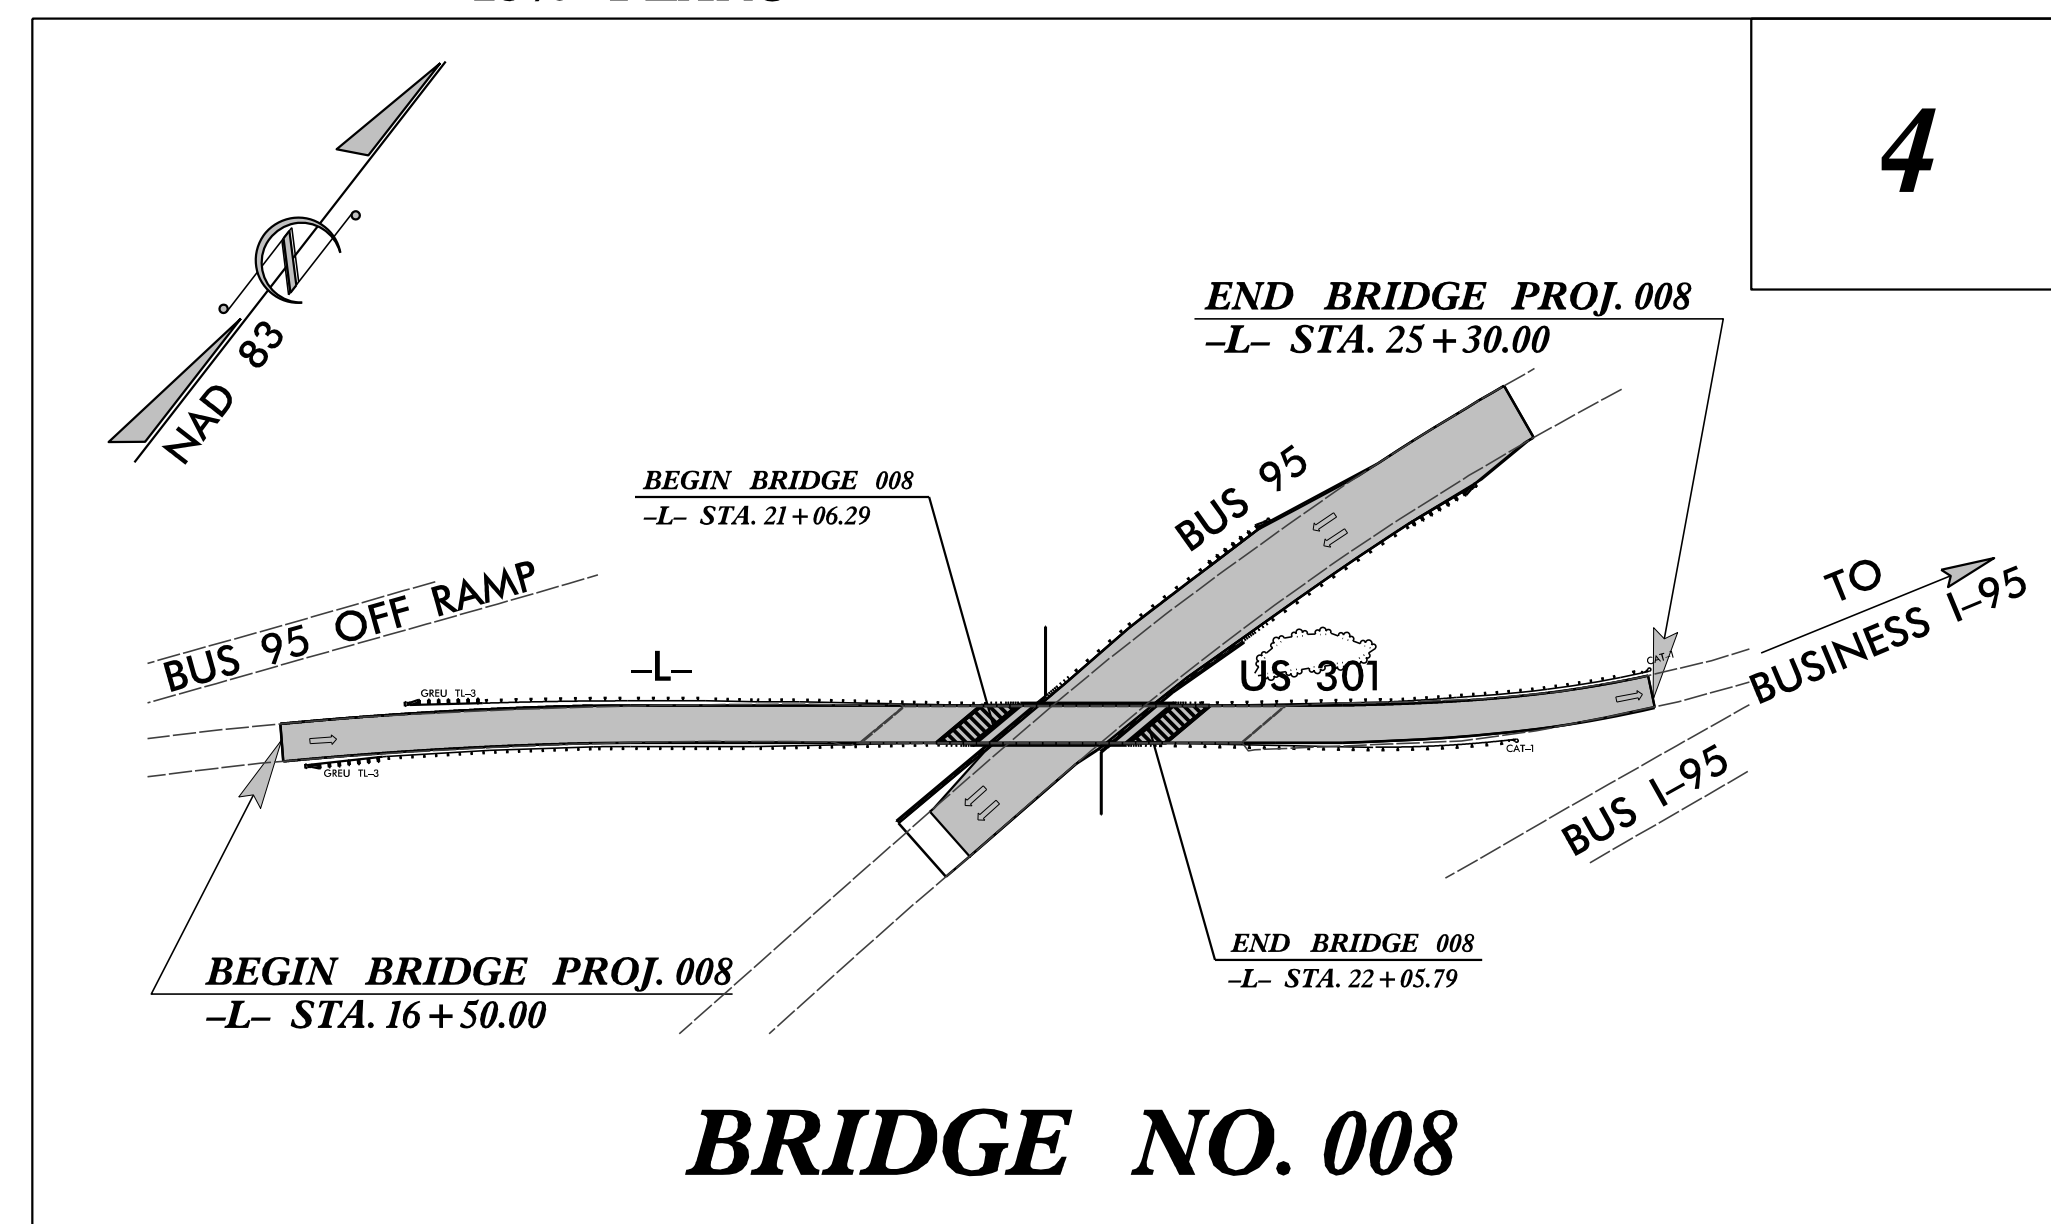 4
NAD 83
END BRIDGE PROJ. 008
–L– STA. 25+30.00
BUS 95
BEGIN BRIDGE 008
–L– STA. 21+06.29
BUS 95 OFF RAMP
TO
BUSINESS I–95
–L–
US 301
CAT–1
GREU TL–3
GREU TL–3
CAT–1
BUS I–95
END BRIDGE 008
–L– STA. 22+05.79
BEGIN BRIDGE PROJ. 008
–L– STA. 16+50.00
BRIDGE NO. 008